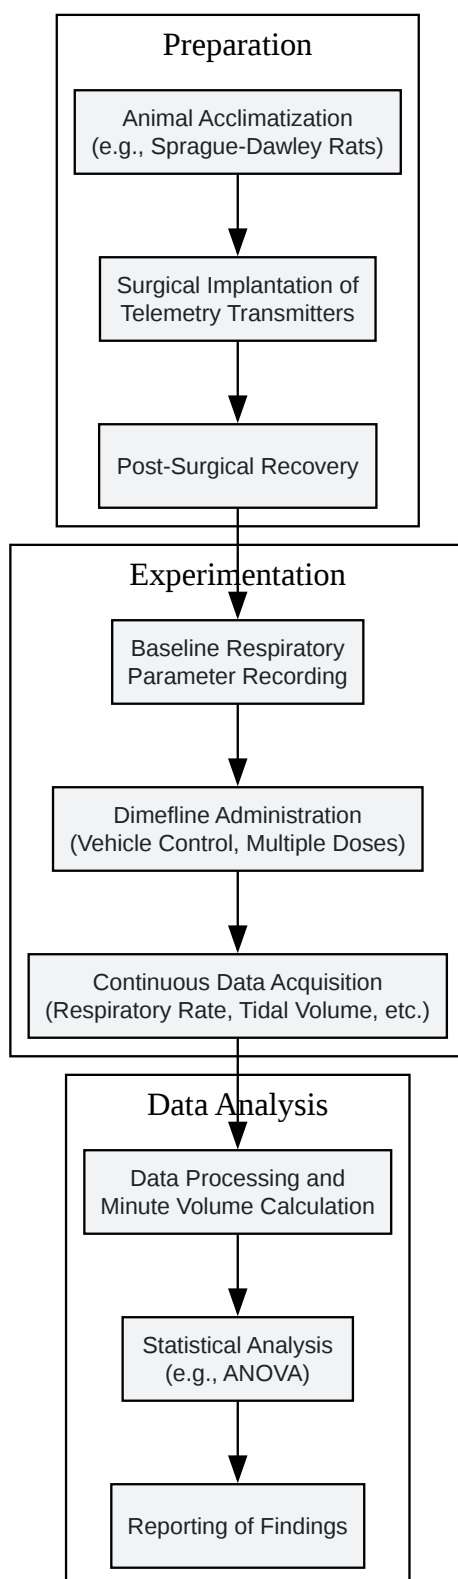 Preparation
Animal Acclimatization
(e.g., Sprague-Dawley Rats)
Surgical Implantation of
Telemetry Transmitters
Post-Surgical Recovery
Experimentation
Baseline Respiratory
Parameter Recording
Dimefline Administration
(Vehicle Control, Multiple Doses)
Continuous Data Acquisition
(Respiratory Rate, Tidal Volume, etc.)
Data Analysis
Data Processing and
Minute Volume Calculation
Statistical Analysis
(e.g., ANOVA)
Reporting of Findings